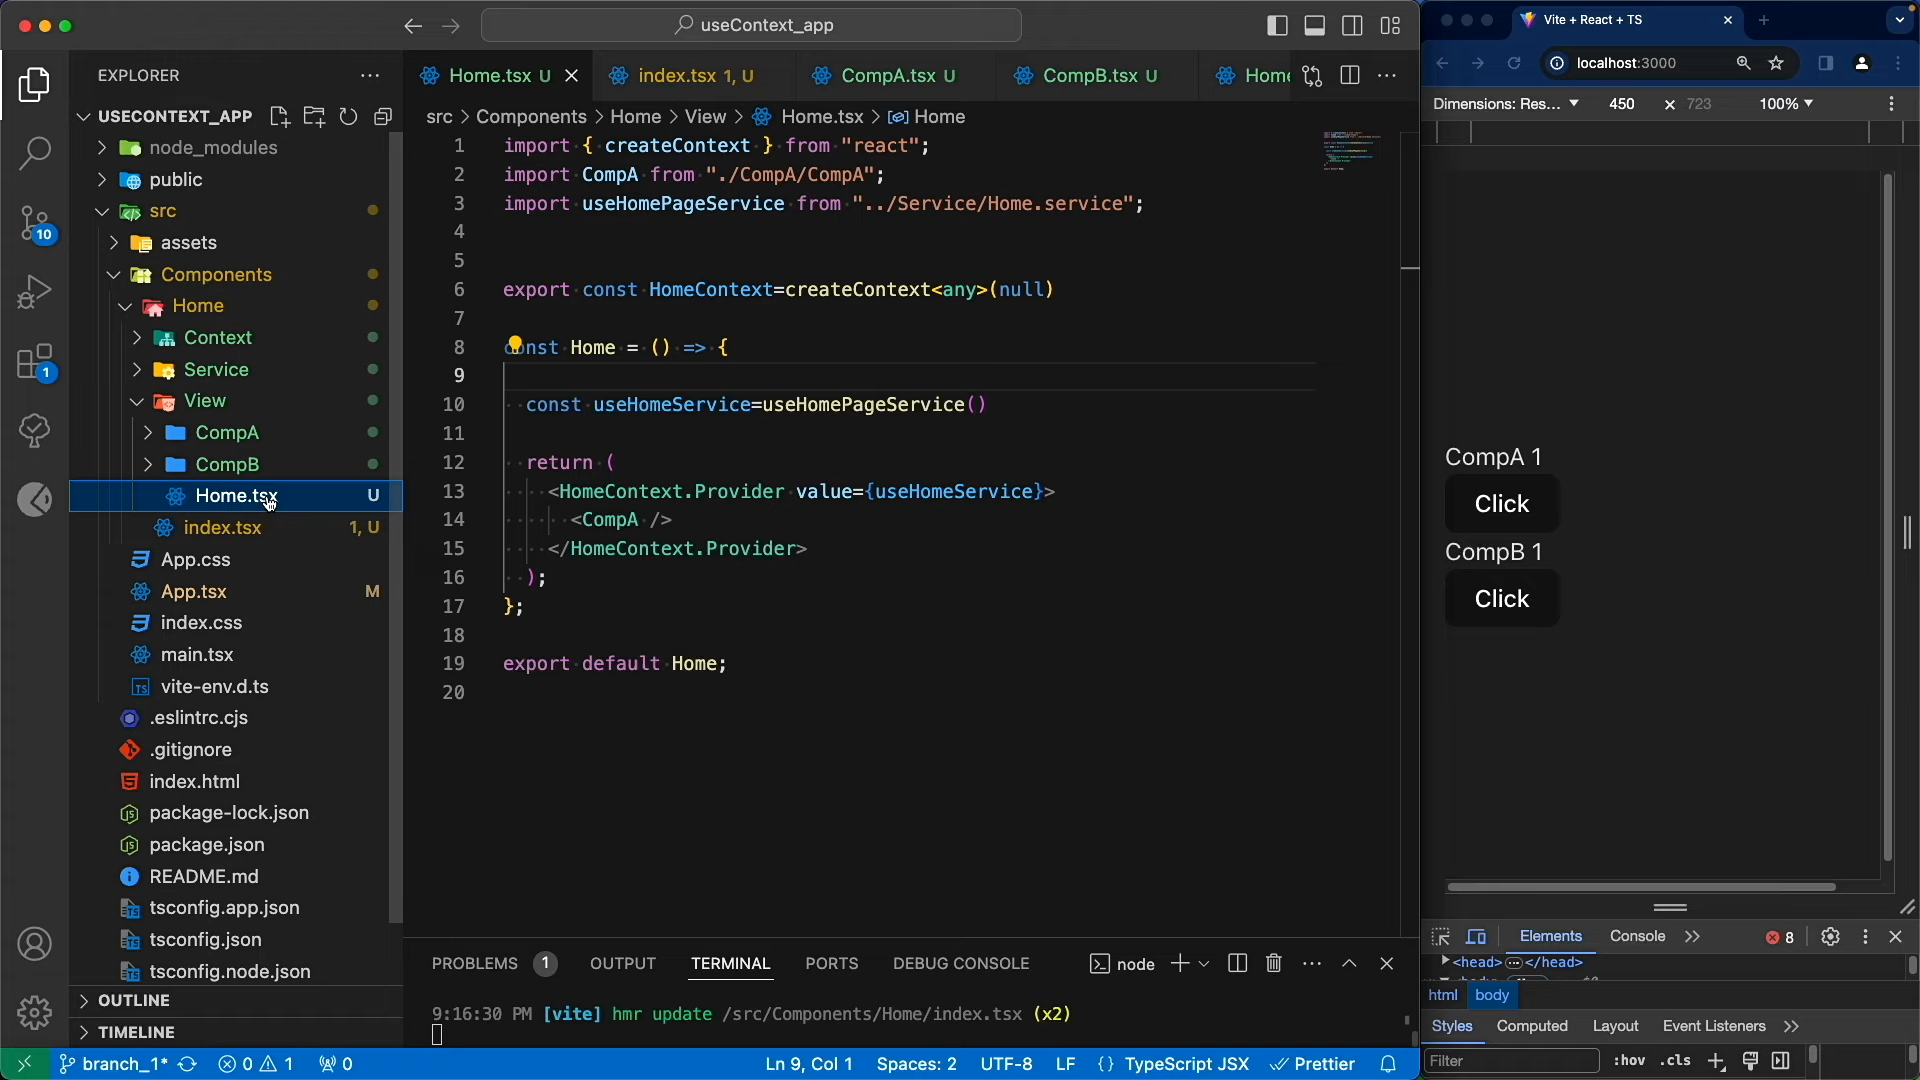 useContext_app
Vite + React + TS
localhost:3000
EXPLORER
Home.tsx U
index.tsx 1, U
CompA.tsx U
CompB.tsx U
Home
Dimensions: Res...
450
×
723
100%
USECONTEXT_APP
src > Components > Home > View > Home.tsx > Home
node_modules
public
src
assets
Components
Home
Context
Service
View
CompA
CompB
Home.tsx U
index.tsx 1, U
App.css
App.tsx M
index.css
main.tsx
vite-env.d.ts
.eslintrc.cjs
.gitignore
index.html
package-lock.json
package.json
README.md
tsconfig.app.json
tsconfig.json
tsconfig.node.json
OUTLINE
TIMELINE
10
1
1 import { createContext } from "react";
2 import CompA from "./CompA/CompA";
3 import useHomePageService from "../Service/Home.service";
4
5
6 export const HomeContext=createContext<any>(null)
7
8 const Home = () => {
9
10 const useHomeService=useHomePageService()
11
12 return (
13 <HomeContext.Provider value={useHomeService}>
14 <CompA />
15 </HomeContext.Provider>
16 );
17 };
18
19 export default Home;
20
CompA 1
Click
CompB 1
Click
PROBLEMS 1 OUTPUT TERMINAL PORTS DEBUG CONSOLE
node
9:16:30 PM [vite] hmr update /src/Components/Home/index.tsx (x2)
Elements Console 8
<head>…</head>
html body
Styles Computed Layout Event Listeners
Filter
:hov .cls
branch_1* 0 1 0
Ln 9, Col 1 Spaces: 2 UTF-8 LF {} TypeScript JSX Prettier